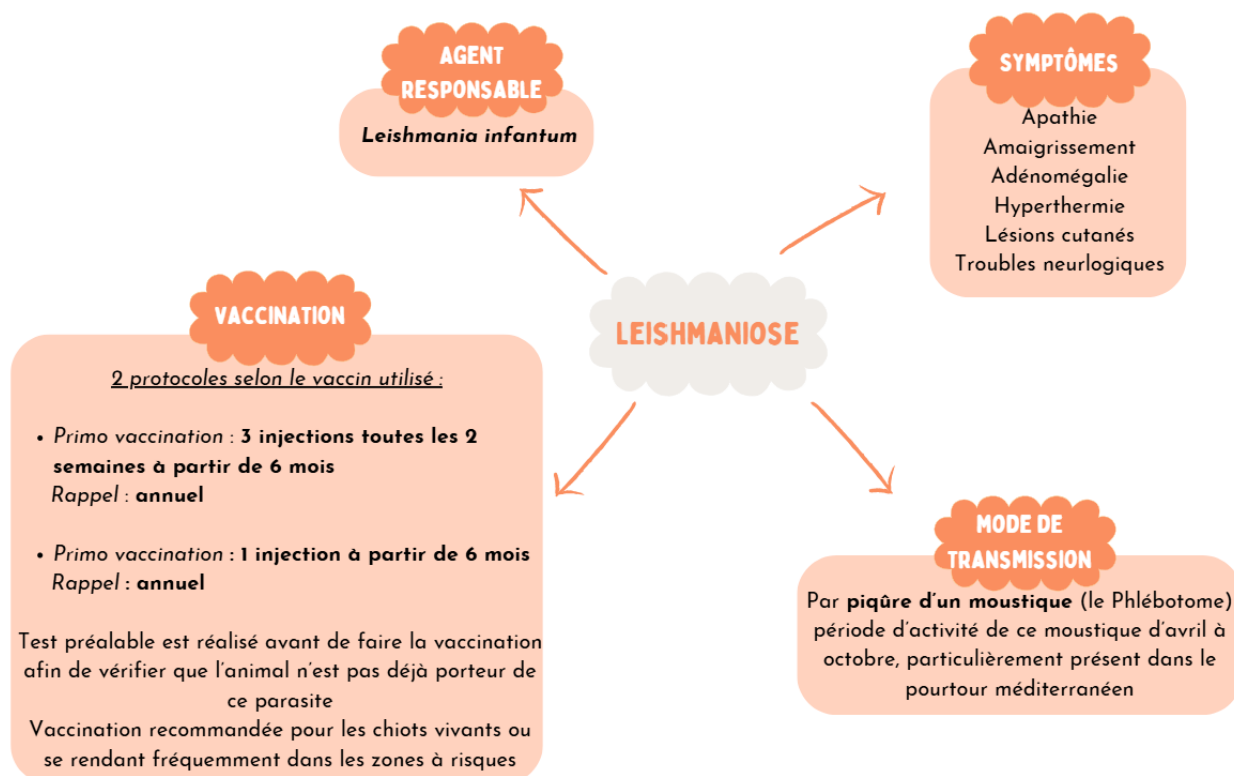 AGENT
RESPONSABLE
Leishmania infantum
SYMPTÔMES
Apathie
Amaigrissement
Adénomégalie
Hyperthermie
Lésions cutanés
Troubles neurlogiques
LEISHMANIOSE
VACCINATION
2 protocoles selon le vaccin utilisé :
• Primo vaccination : 3 injections toutes les 2
semaines à partir de 6 mois
Rappel : annuel
• Primo vaccination : 1 injection à partir de 6 mois
Rappel : annuel
Test préalable est réalisé avant de faire la vaccination
afin de vérifier que l'animal n'est pas déjà porteur de
ce parasite
Vaccination recommandée pour les chiots vivants ou
se rendant fréquemment dans les zones à risques
MODE DE
TRANSMISSION
Par piqûre d'un moustique (le Phlébotome)
période d'activité de ce moustique d'avril à
octobre, particulièrement présent dans le
pourtour méditerranéen